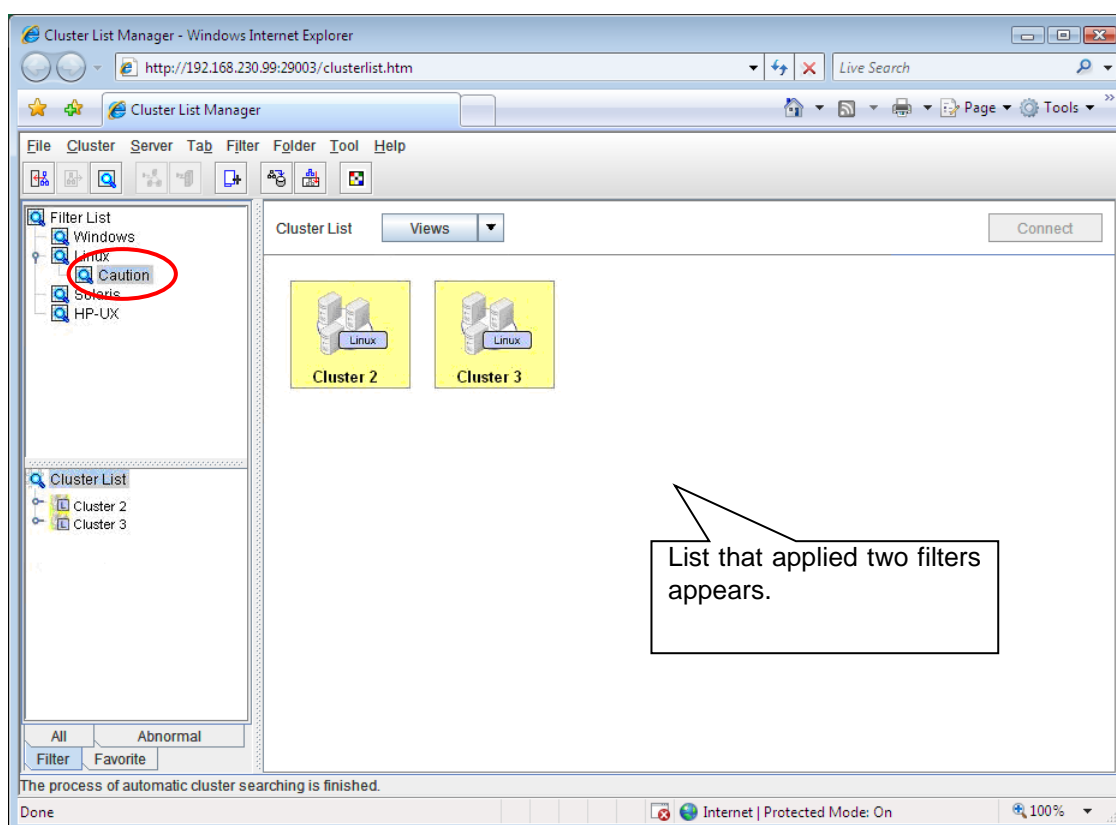 Cluster List Manager - Windows Internet Explorer
http://192.168.230.99:29003/clusterlist.htm
Live Search
Cluster List Manager
Page
Tools
File Cluster Server Tab Filter Folder Tool Help
Filter List
Windows
Linux
Caution
Solaris
HP-UX
Cluster List
Views
Connect
Linux
Cluster 2
Linux
Cluster 3
Cluster List
L Cluster 2
L Cluster 3
List that applied two filters
appears.
All
Abnormal
Filter
Favorite
The process of automatic cluster searching is finished.
Done
Internet | Protected Mode: On
100%